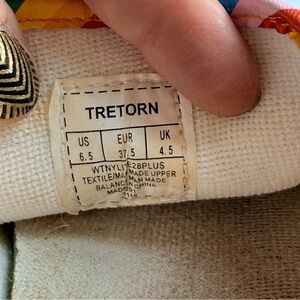 TRETORN
US EUR UK
6.5 37.5 4.5
WTNYLITE28PLUS
TEXTILE/MAN MADE UPPER
BALANCE MAN MADE
MADE IN CHINA